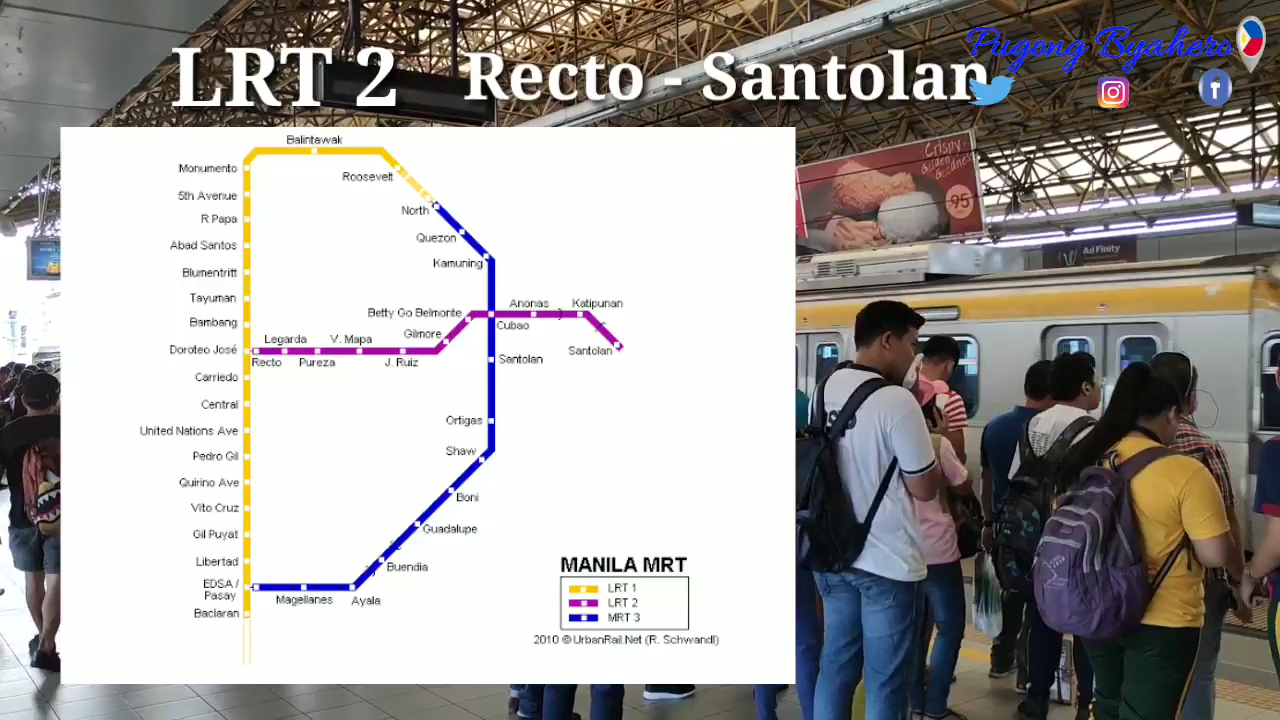 LRT 2 Recto - Santolan
Pugong Byahero
Crispy
Golden
Goodness
95
Ad Finity
Balintawak
Monumento
Roosevelt
5th Avenue
North
R Papa
Quezon
Abad Santos
Kamuning
Blumentritt
Tayuman
Betty Go Belmonte
Anonas
Katipunan
Bambang
Cubao
Gilmore
Legarda
V. Mapa
Doroteo José
Santolan
Recto
Pureza
J. Ruiz
Santolan
Carriedo
Central
Ortigas
United Nations Ave
Shaw
Pedro Gil
Quirino Ave
Boni
Vito Cruz
Guadalupe
Gil Puyat
Libertad
Buendia
EDSA /
Pasay
Magellanes
Ayala
Baclaran
MANILA MRT
LRT 1
LRT 2
MRT 3
2010 © UrbanRail.Net (R. Schwandl)